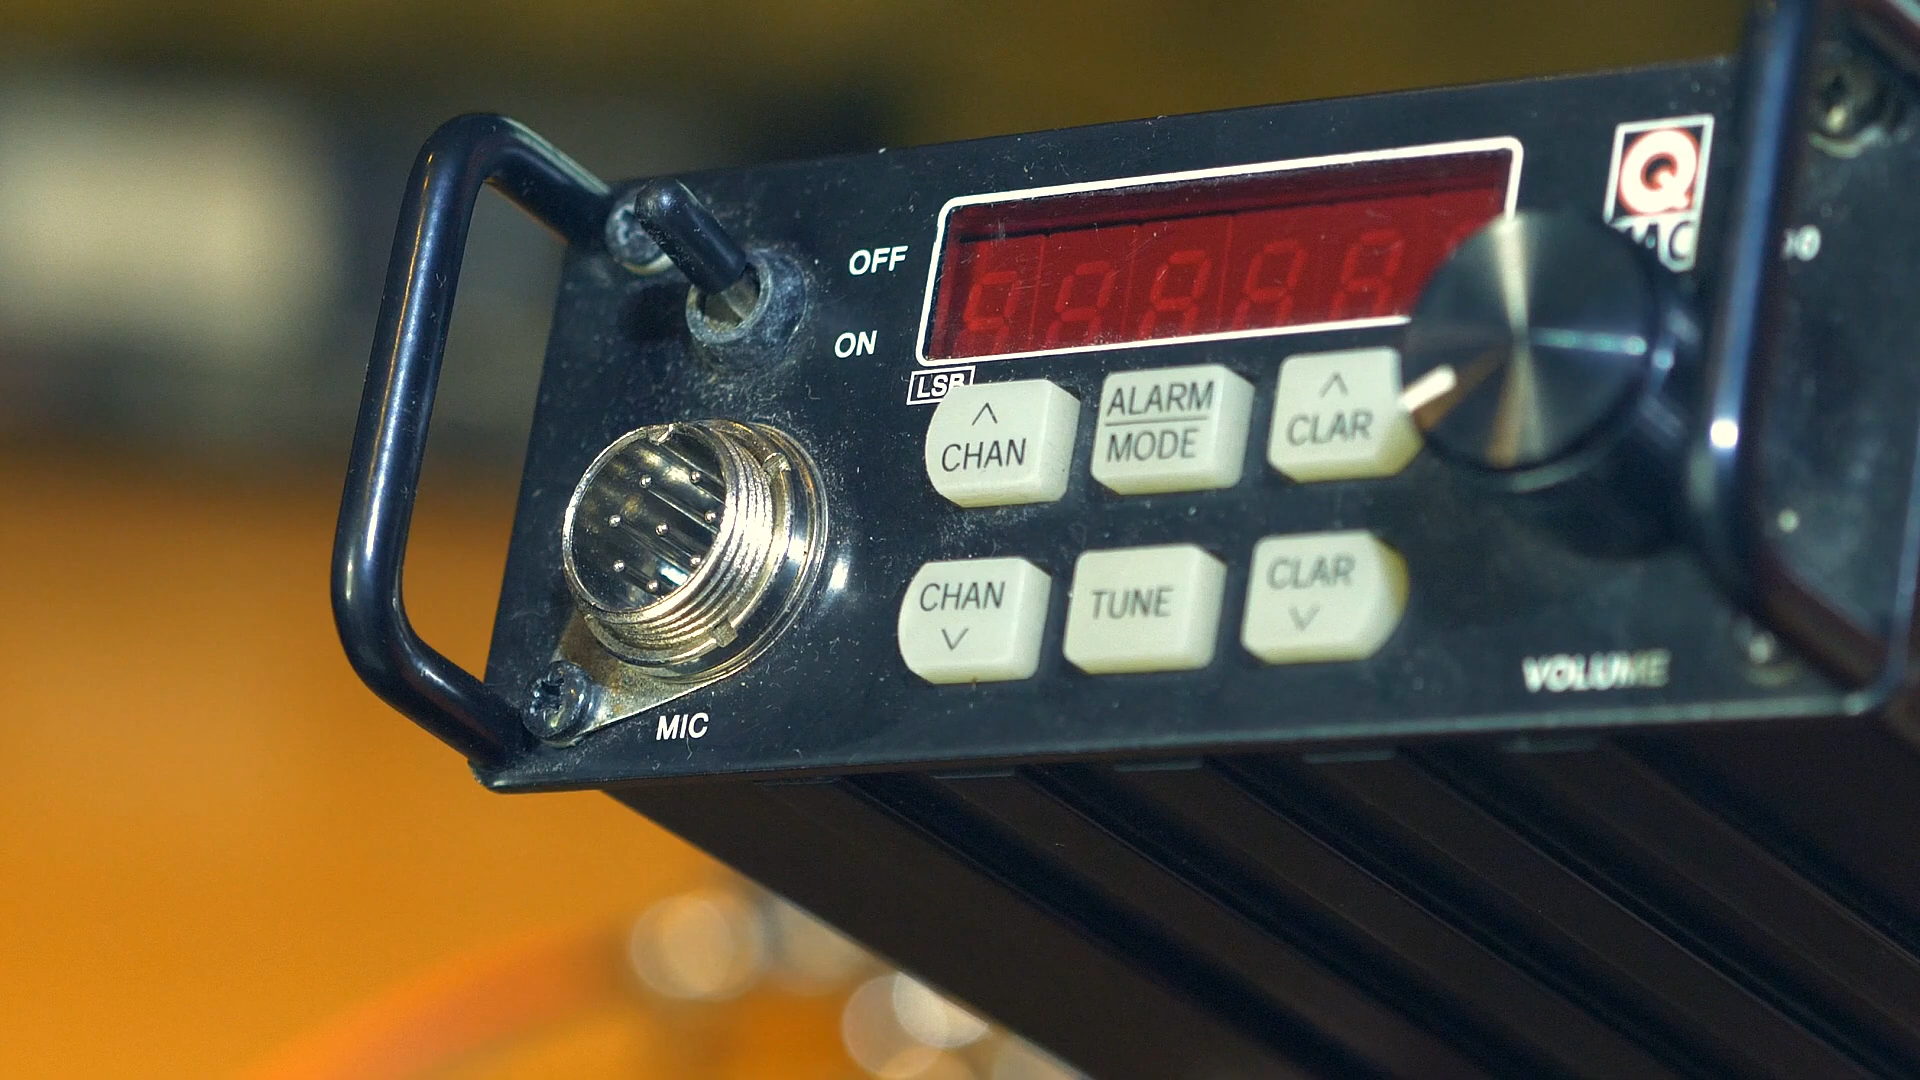 OFF
ON
LSB
Q
^
CHAN
ALARM
MODE
^
CLAR
CHAN
TUNE
CLAR
MIC
VOLUME